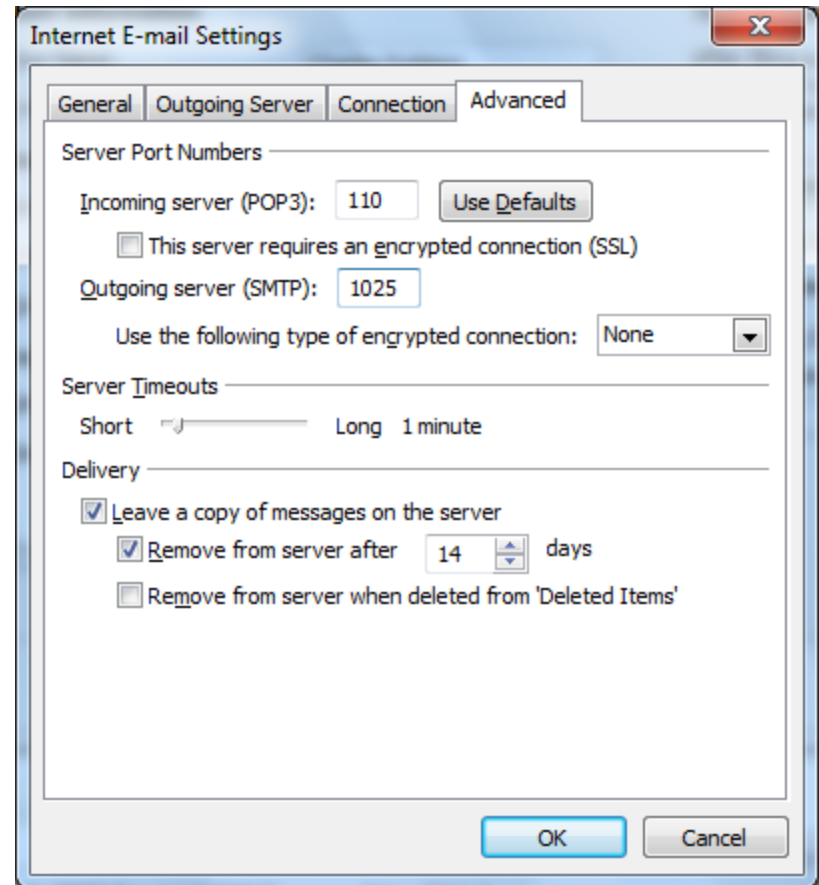 Internet E-mail Settings
X
General Outgoing Server Connection Advanced
Server Port Numbers
Incoming server (POP3): 110 Use Defaults
This server requires an encrypted connection (SSL)
Outgoing server (SMTP): 1025
Use the following type of encrypted connection: None
Server Timeouts
Short Long 1 minute
Delivery
Leave a copy of messages on the server
Remove from server after 14 days
Remove from server when deleted from 'Deleted Items'
OK Cancel